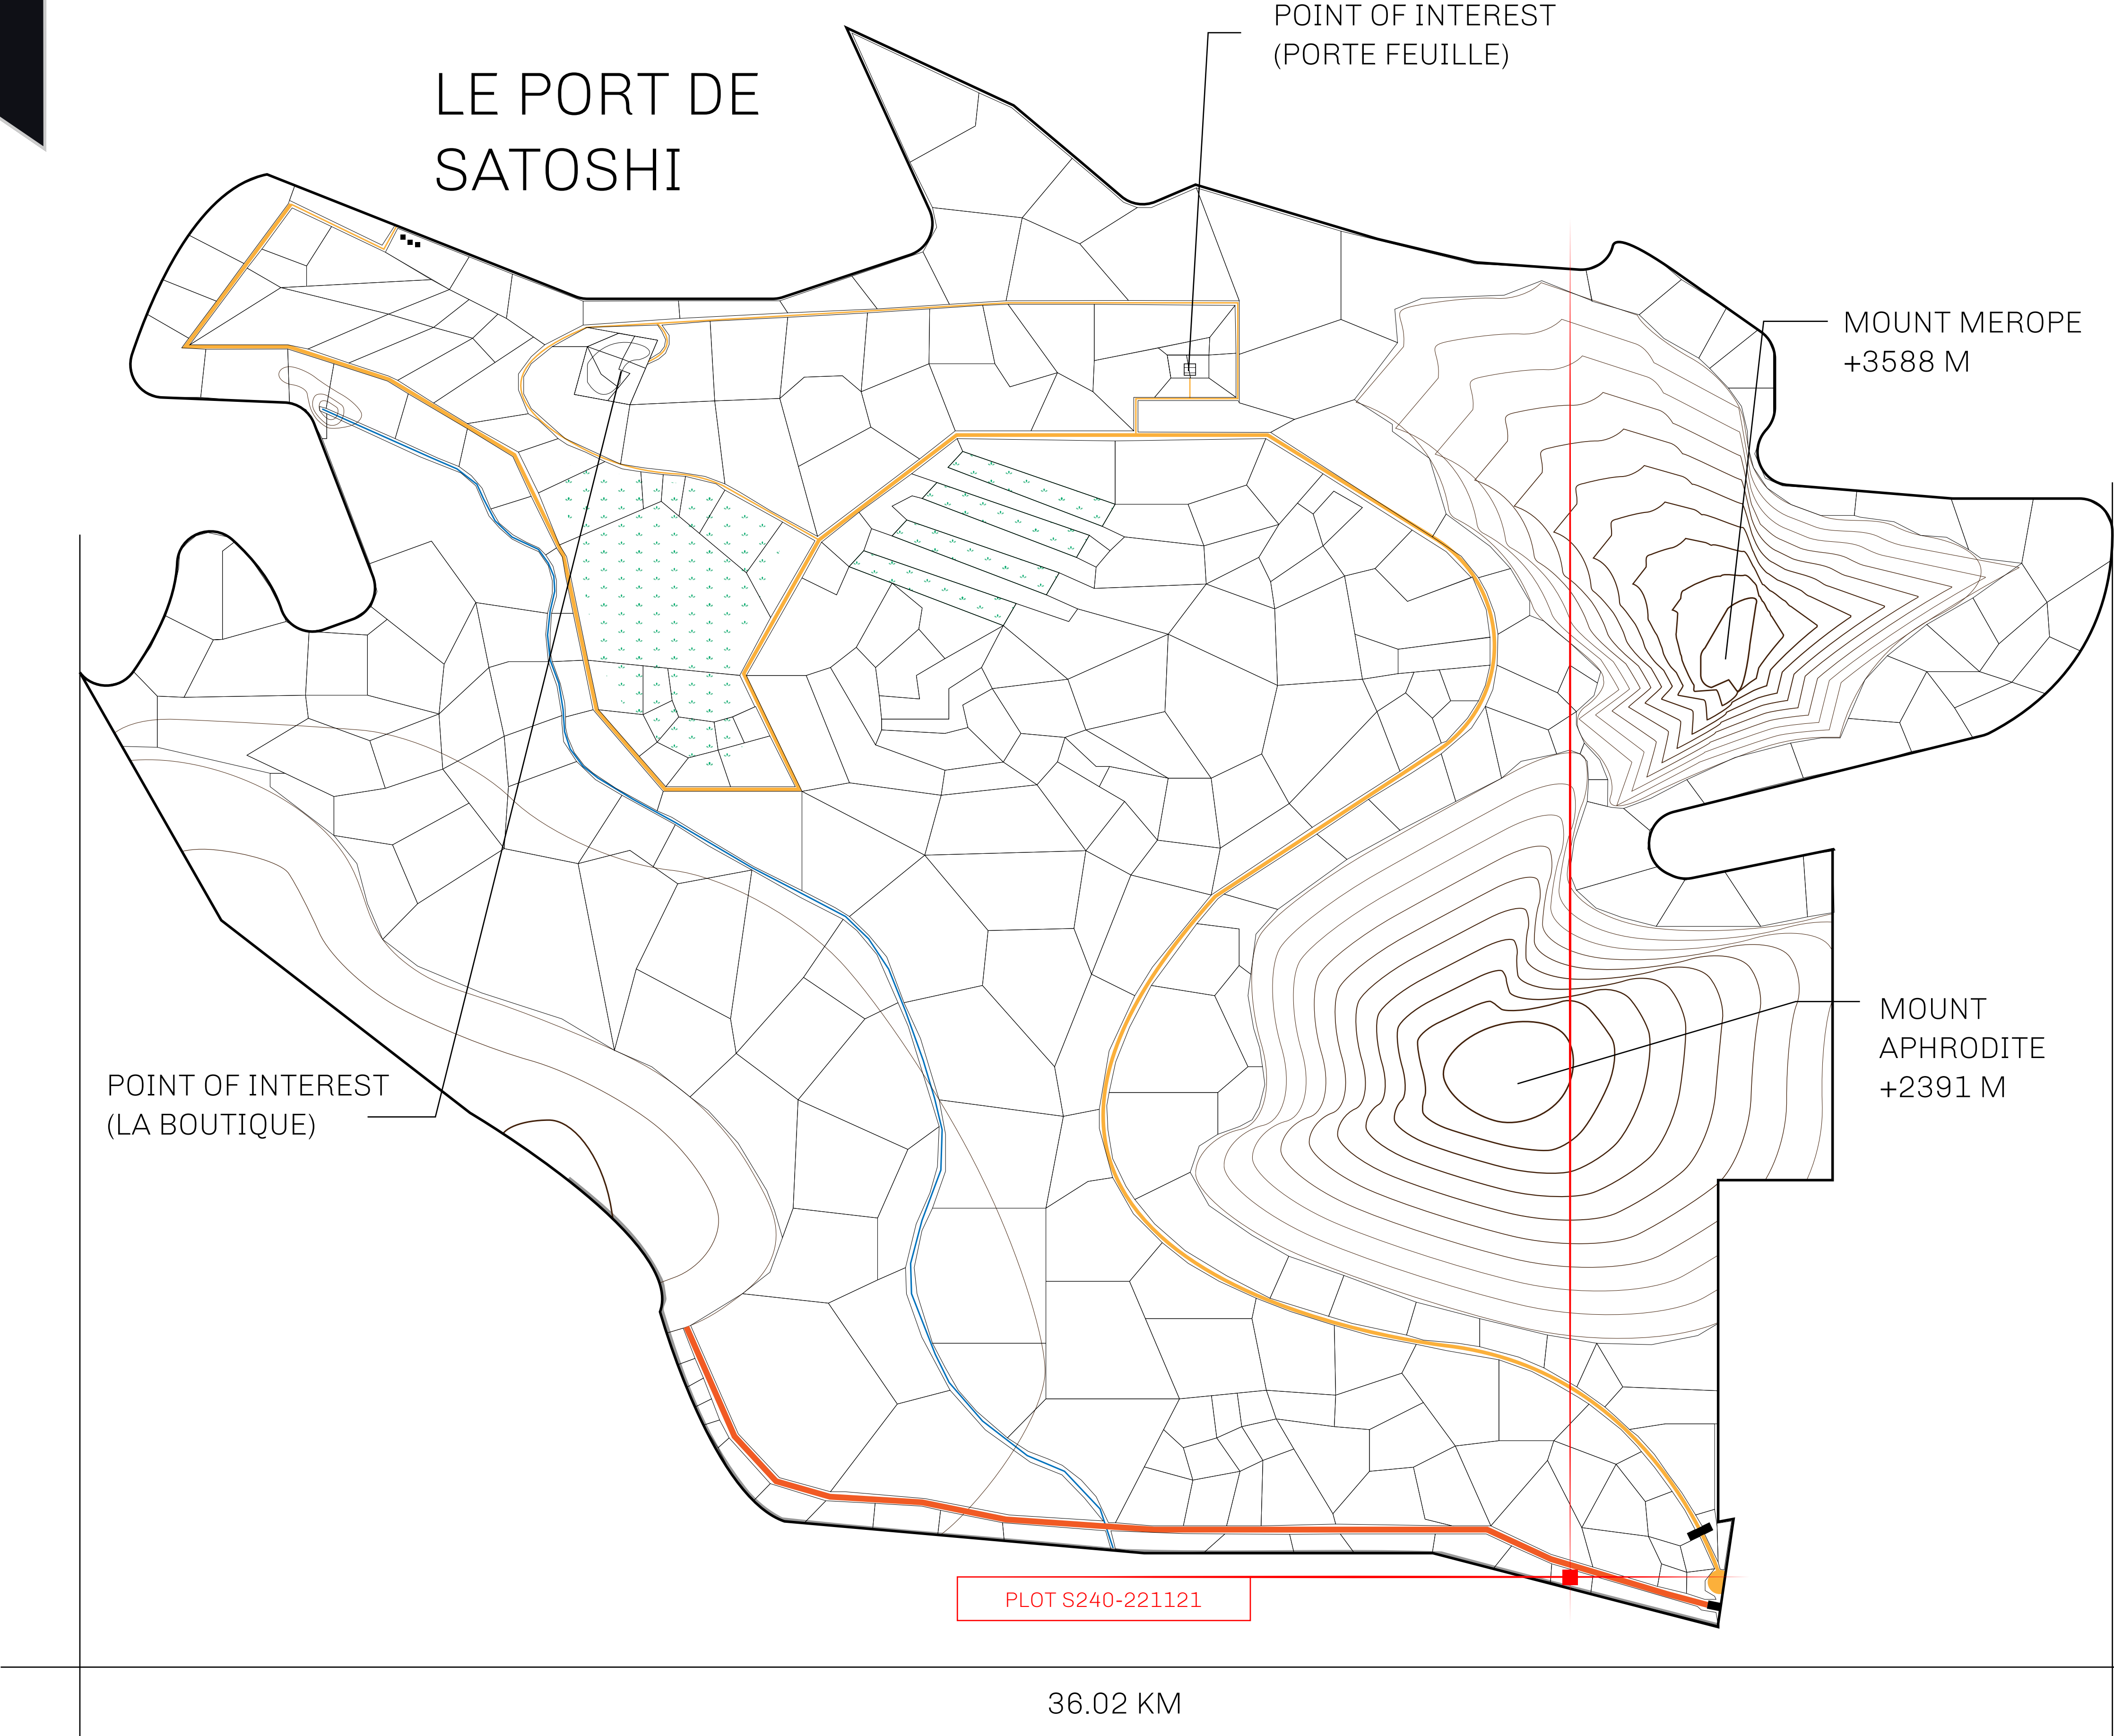 POINT OF INTEREST
(PORTE FEUILLE)
LE PORT DE
SATOSHI
MOUNT MEROPE
+3588 M
MOUNT
APHRODITE
+2391 M
POINT OF INTEREST
(LA BOUTIQUE)
PLOT S240-221121
36.02 KM